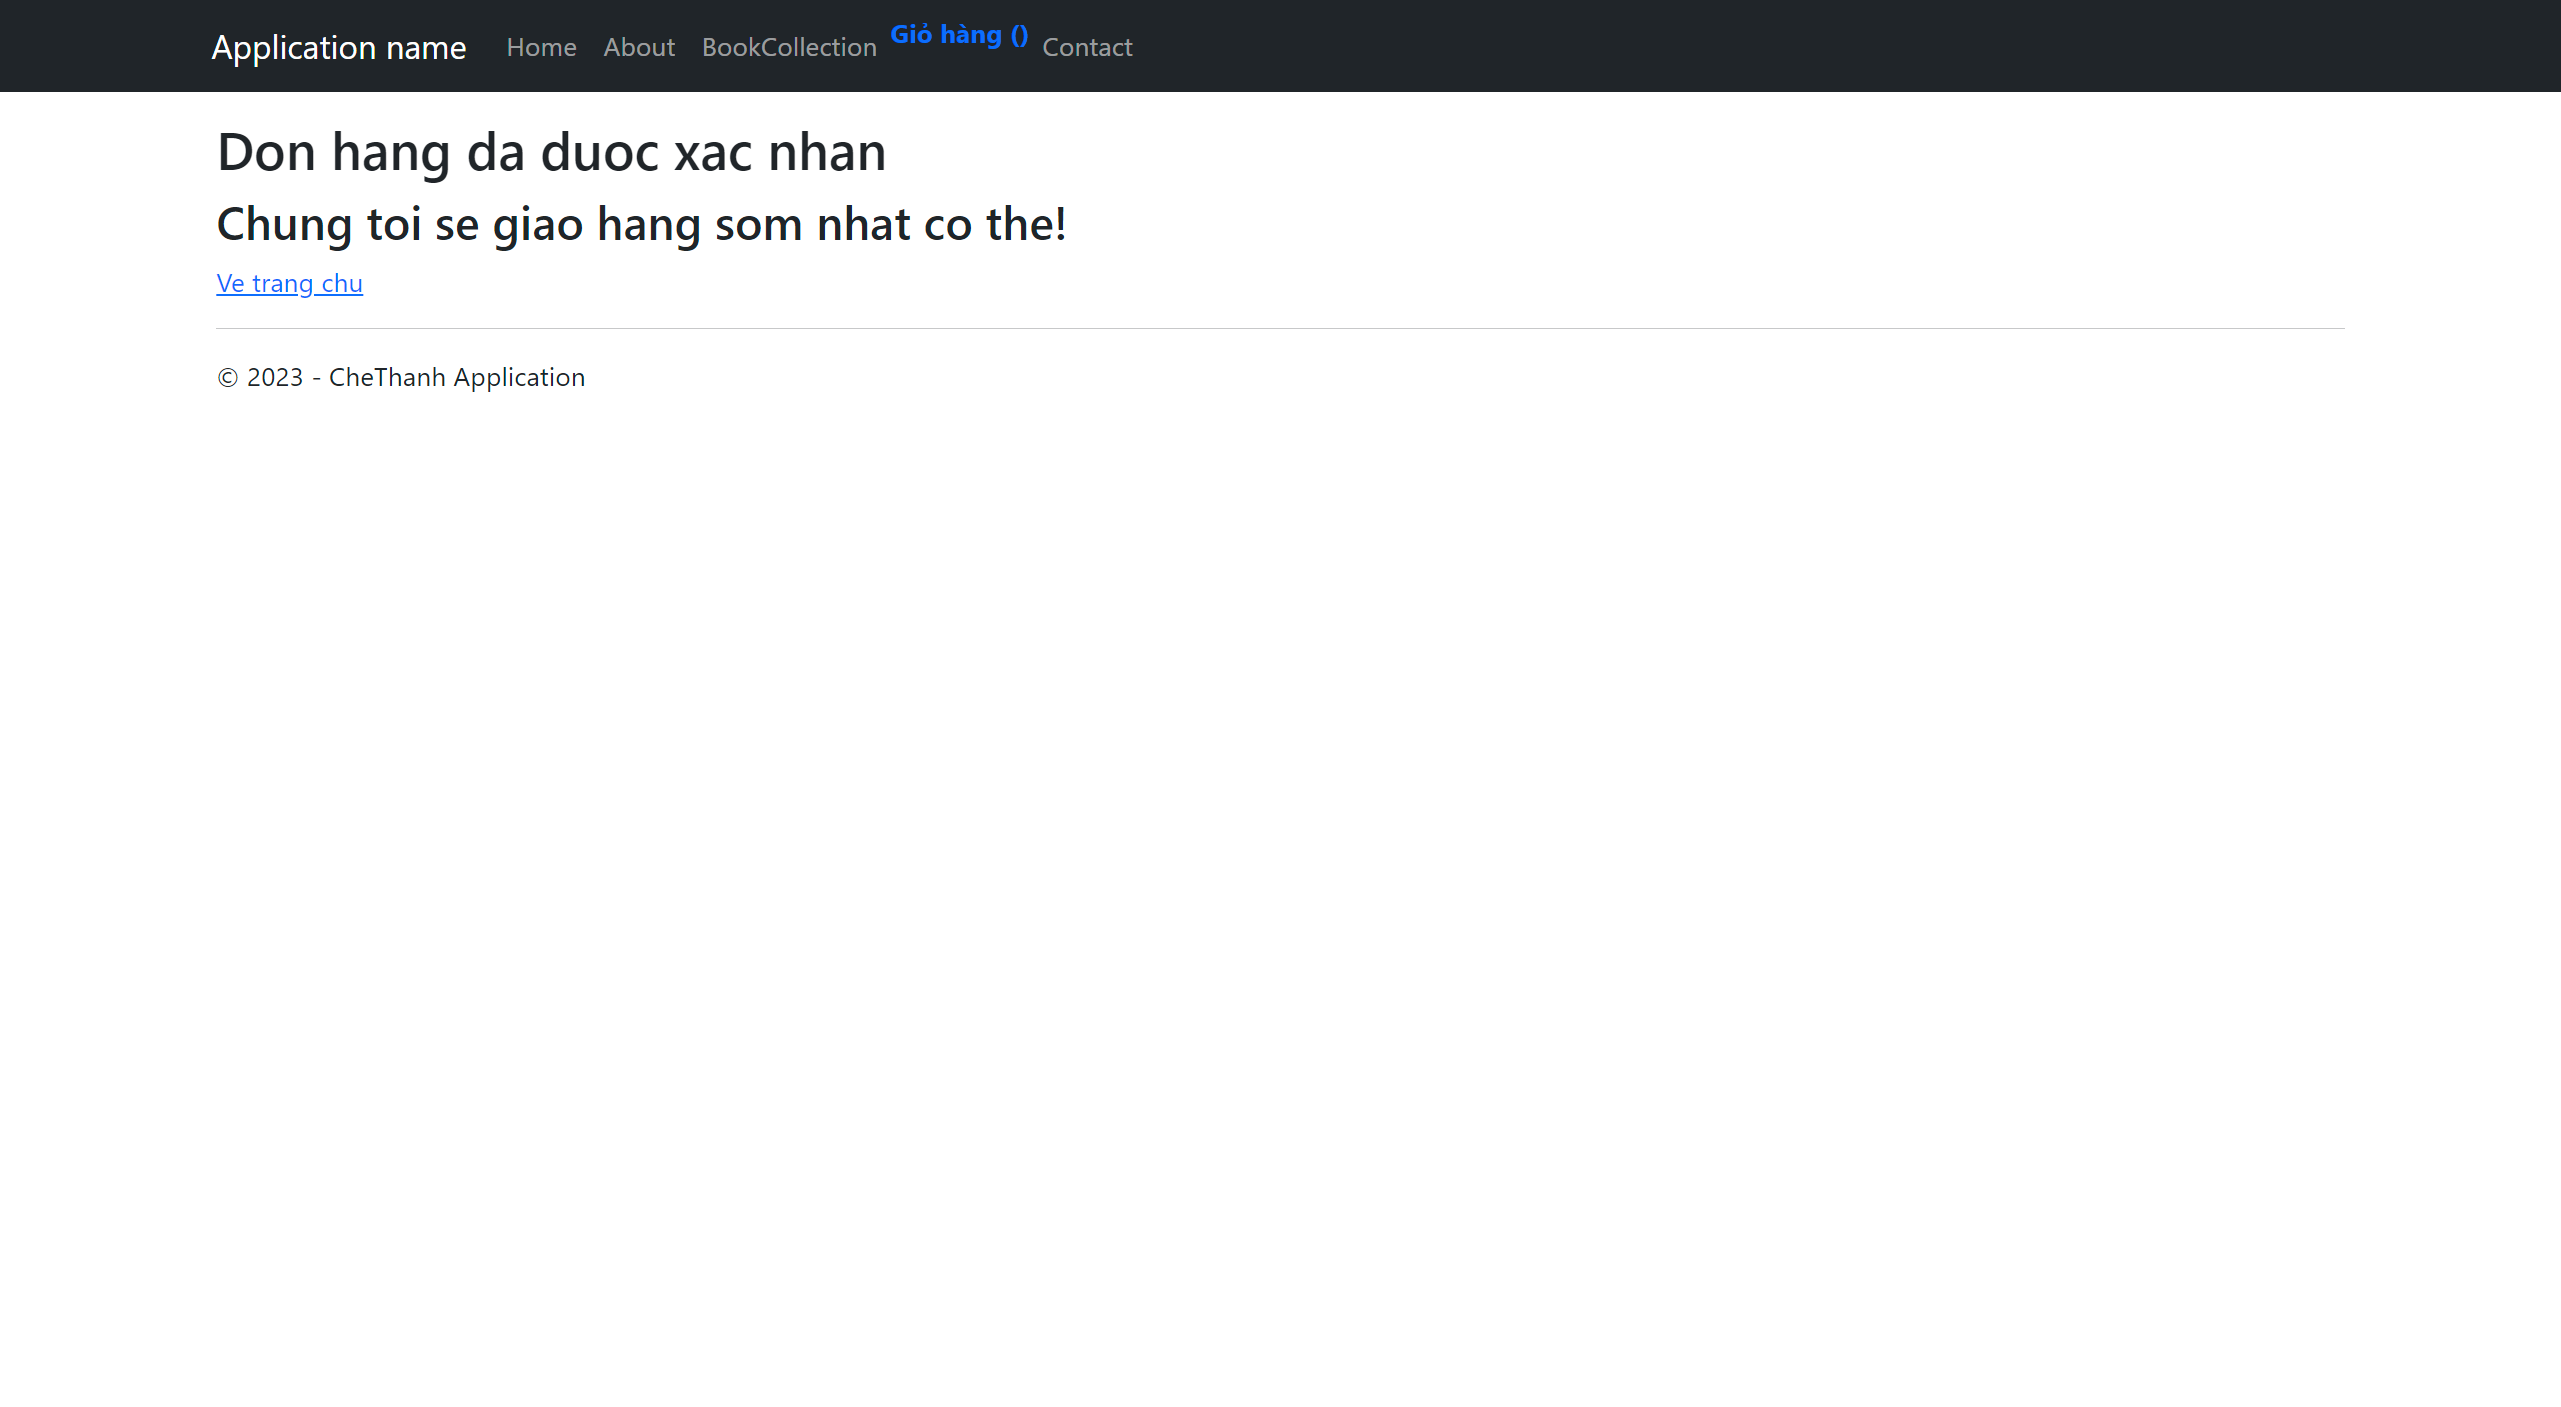 Application name Home About BookCollection Giỏ hàng () Contact
Don hang da duoc xac nhan
Chung toi se giao hang som nhat co the!
Ve trang chu
© 2023 - CheThanh Application